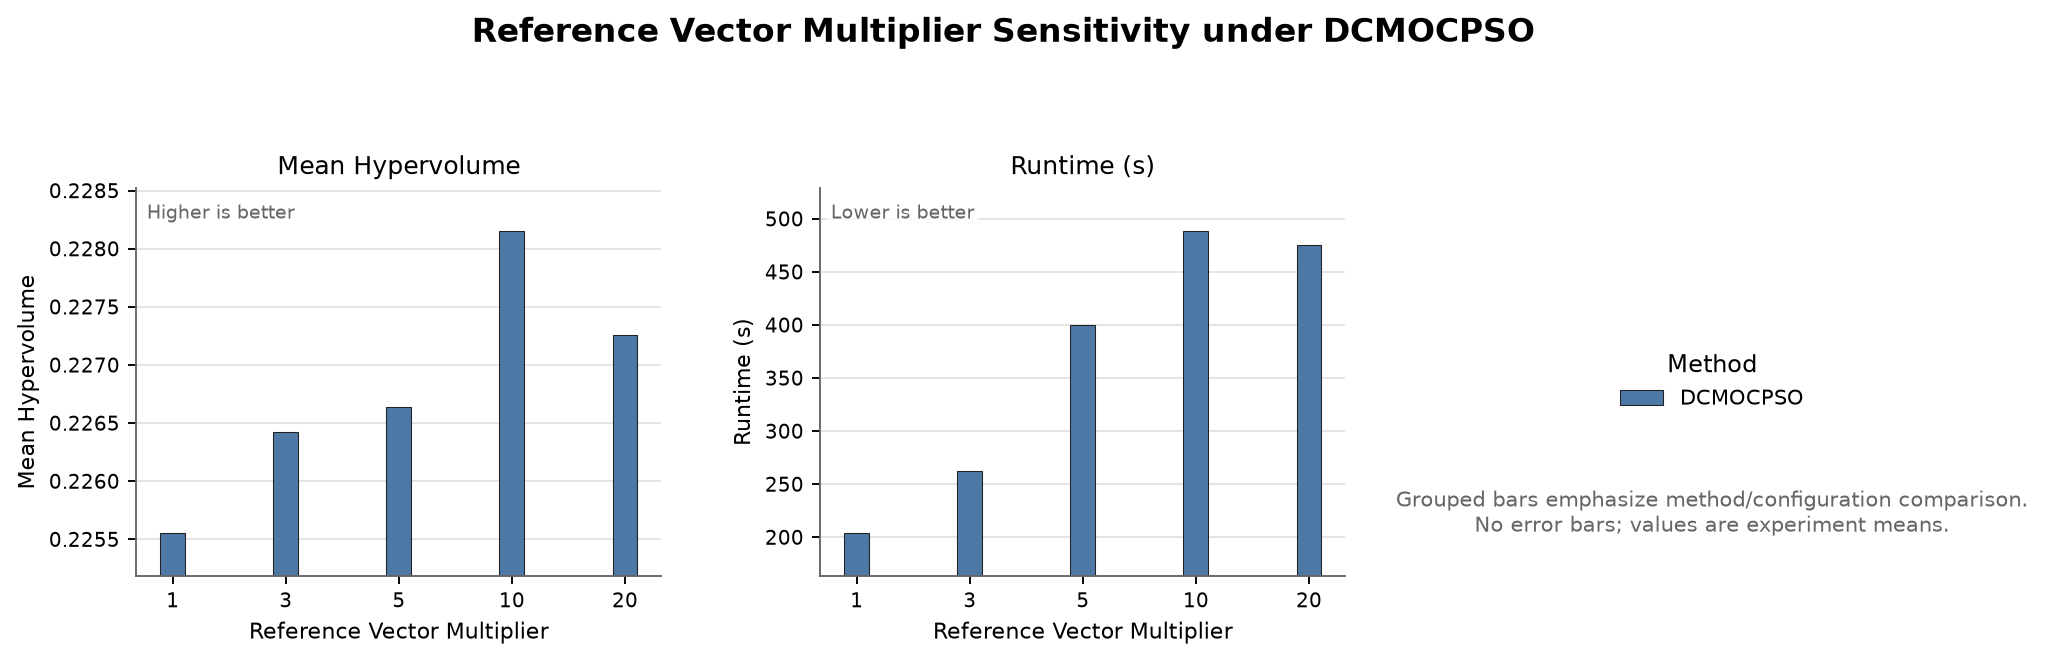 Reference Vector Multiplier Sensitivity under DCMOCPSO
Mean Hypervolume
Higher is better
Mean Hypervolume
0.2285
0.2280
0.2275
0.2270
0.2265
0.2260
0.2255
1
3
5
10
20
Reference Vector Multiplier
Runtime (s)
Lower is better
Runtime (s)
500
450
400
350
300
250
200
1
3
5
10
20
Reference Vector Multiplier
Method
DCMOCPSO
Grouped bars emphasize method/configuration comparison.
No error bars; values are experiment means.